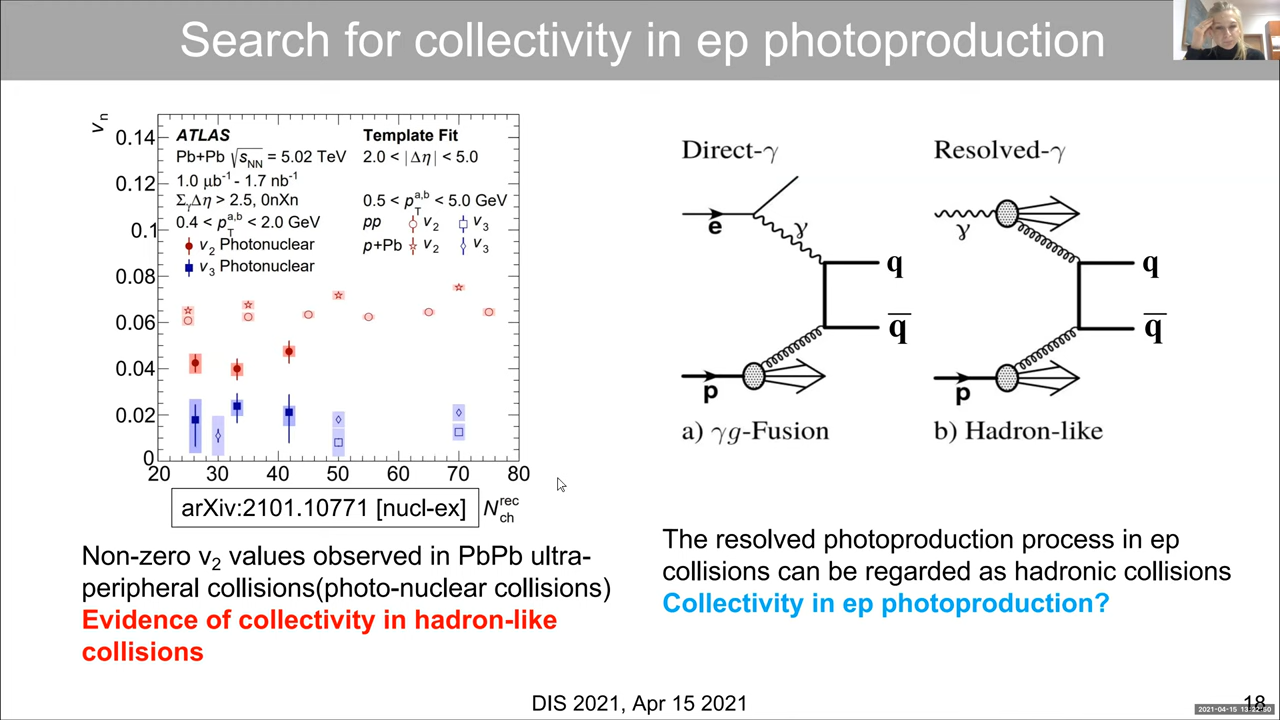 Search for collectivity in ep photoproduction
vₙ
0.14
0.12
0.1
0.08
0.06
0.04
0.02
0
20 30 40 50 60 70 80
ATLAS
Pb+Pb √sNN = 5.02 TeV
1.0 μb⁻¹ - 1.7 nb⁻¹
ΣγΔη > 2.5, 0nXn
0.4 < pTᵃ,ᵇ < 2.0 GeV
v₂ Photonuclear
v₃ Photonuclear
Template Fit
2.0 < |Δη| < 5.0
0.5 < pTᵃ,ᵇ < 5.0 GeV
pp v₂ v₃
p+Pb v₂ v₃
arXiv:2101.10771 [nucl-ex]
Nchʳᵉᶜ
Non-zero v₂ values observed in PbPb ultra-
peripheral collisions(photo-nuclear collisions)
Evidence of collectivity in hadron-like
collisions
Direct-γ
e
γ
q
q̅
p
a) γg-Fusion
Resolved-γ
γ
q
q̅
p
b) Hadron-like
The resolved photoproduction process in ep
collisions can be regarded as hadronic collisions
Collectivity in ep photoproduction?
DIS 2021, Apr 15 2021
18
2021-04-15 13:22:50